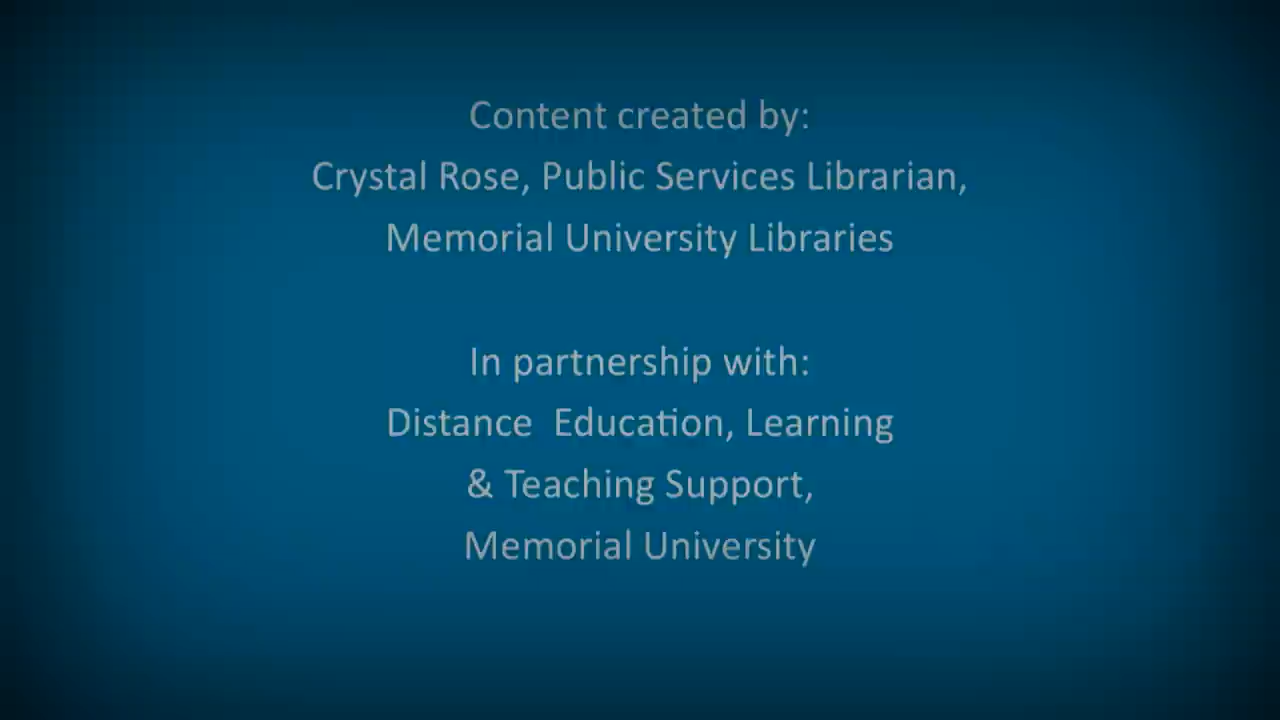 Content created by:
Crystal Rose, Public Services Librarian,
Memorial University Libraries
In partnership with:
Distance  Education, Learning
& Teaching Support,
Memorial University